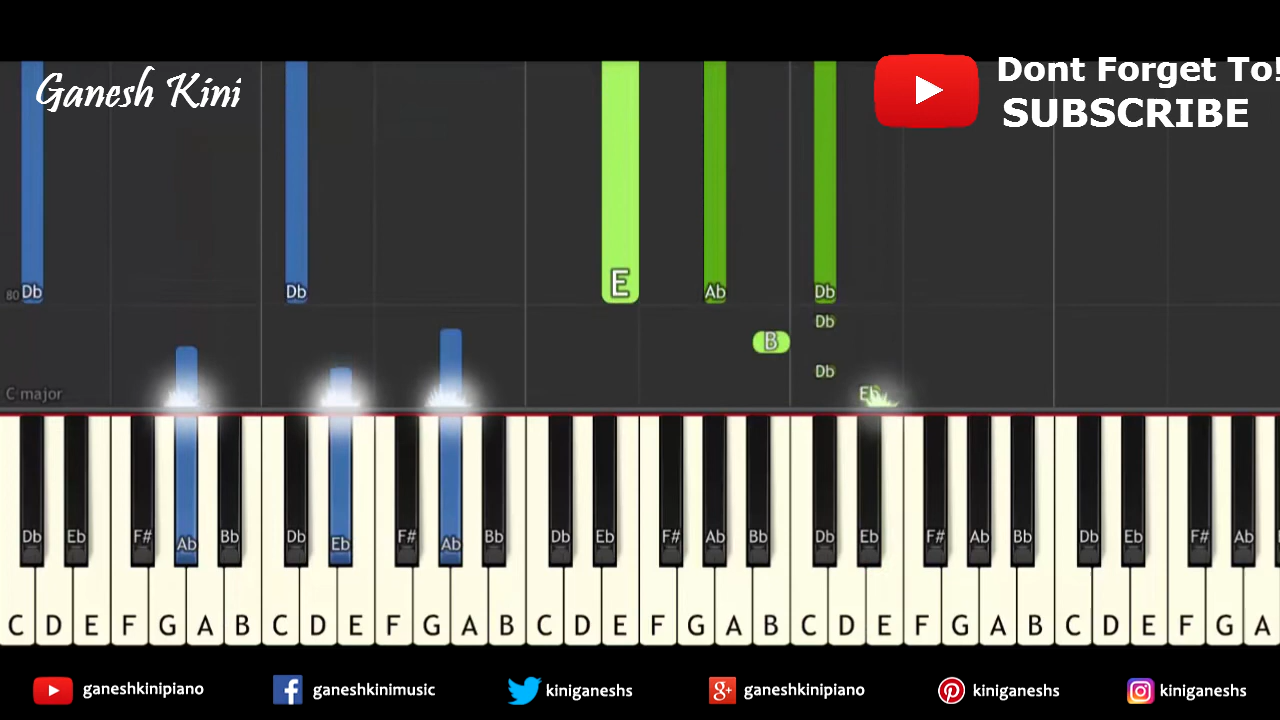 Ganesh Kini
Dont Forget To!
SUBSCRIBE
E
80 Db Db Ab Db
Db
B
Db
C major Eb
Db Eb F# Ab Bb Db Eb F# Ab Bb Db Eb F# Ab Bb Db Eb F# Ab Bb Db Eb F# Ab
C D E F G A B C D E F G A B C D E F G A B C D E F G A B C D E F G A
ganeshkinipiano ganeshkinimusic kiniganeshs ganeshkinipiano kiniganeshs kiniganeshs